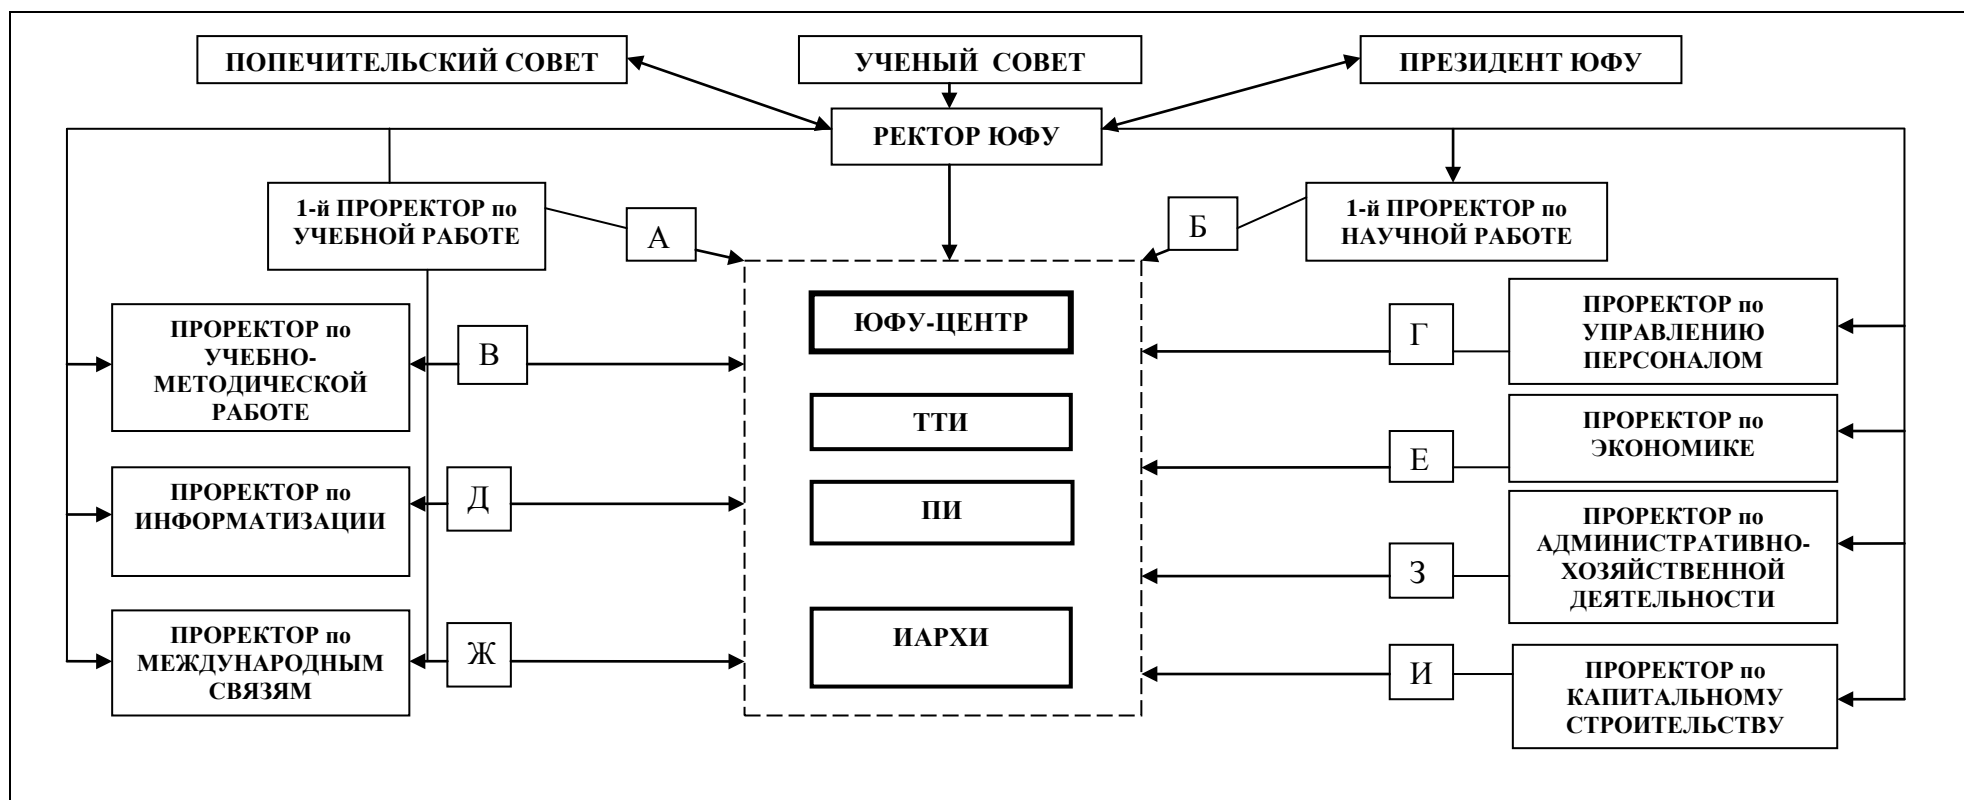 ПОПЕЧИТЕЛЬСКИЙ СОВЕТ
УЧЕНЫЙ СОВЕТ
ПРЕЗИДЕНТ ЮФУ
РЕКТОР ЮФУ
1-й ПРОРЕКТОР по
УЧЕБНОЙ РАБОТЕ
А
Б
1-й ПРОРЕКТОР по
НАУЧНОЙ РАБОТЕ
ПРОРЕКТОР по
УЧЕБНО-
МЕТОДИЧЕСКОЙ
РАБОТЕ
В
ЮФУ-ЦЕНТР
Г
ПРОРЕКТОР по
УПРАВЛЕНИЮ
ПЕРСОНАЛОМ
ТТИ
Е
ПРОРЕКТОР по
ЭКОНОМИКЕ
ПРОРЕКТОР по
ИНФОРМАТИЗАЦИИ
Д
ПИ
З
ПРОРЕКТОР по
АДМИНИСТРАТИВНО-
ХОЗЯЙСТВЕННОЙ
ДЕЯТЕЛЬНОСТИ
ПРОРЕКТОР по
МЕЖДУНАРОДНЫМ
СВЯЗЯМ
Ж
ИАРХИ
И
ПРОРЕКТОР по
КАПИТАЛЬНОМУ
СТРОИТЕЛЬСТВУ